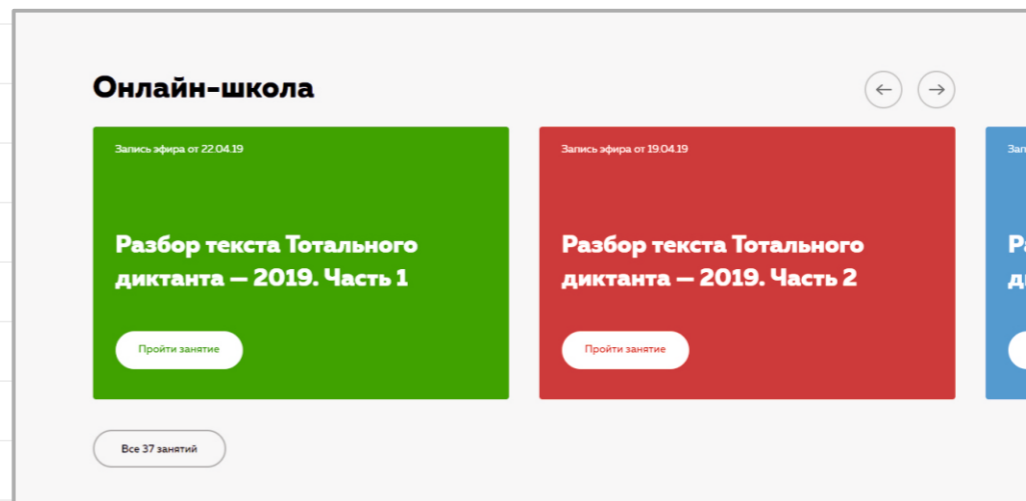 Онлайн-школа
Запись эфира от 22.04.19
Разбор текста Тотального
диктанта — 2019. Часть 1
Пройти занятие
Запись эфира от 19.04.19
Разбор текста Тотального
диктанта — 2019. Часть 2
Пройти занятие
Все 37 занятий